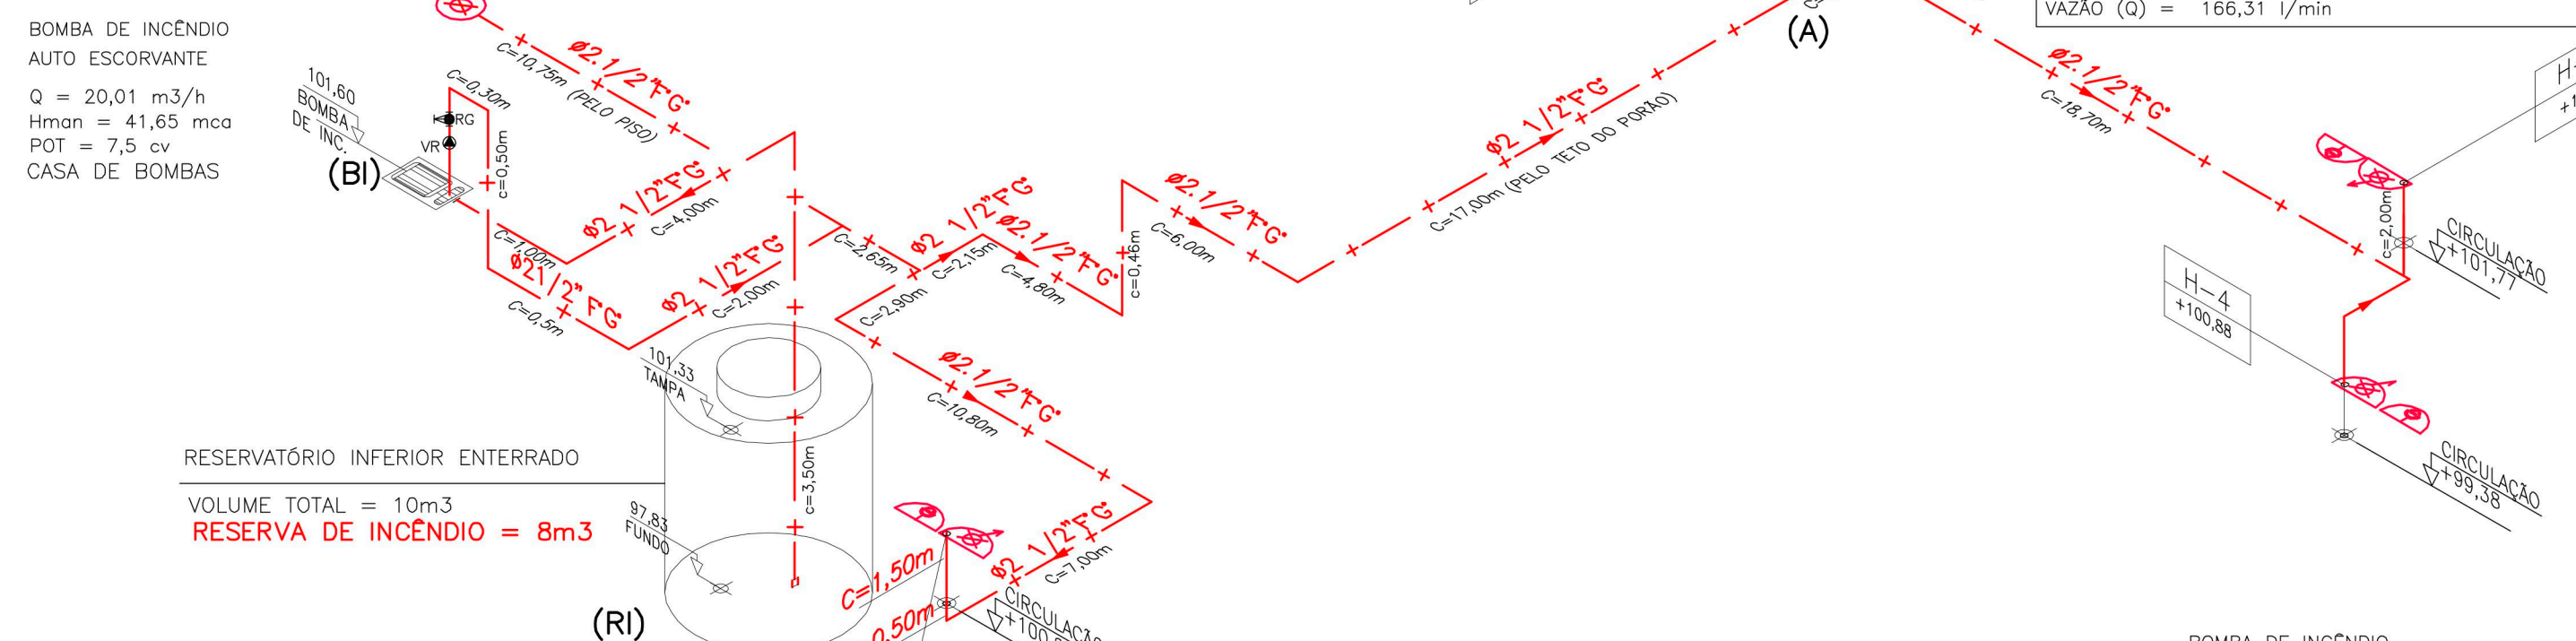 BOMBA DE INCÊNDIO
AUTO ESCORVANTE
Q = 20,01 m3/h
Hman = 41,65 mca
POT = 7,5 cv
CASA DE BOMBAS
101,60
BOMBA
DE INC.
(BI)
C=0,30m
RG
VR
c=0,50m
C=10,75m (PELO PISO)
ø2.1/2"F°G°
ø2 1/2"F°G°
C=4,00m
C=1,00m
ø21/2" F°G°
C=0,5m
ø2 1/2"F°G°
C=2,00m
C=2,65m
ø2 1/2"F°G°
C=2,15m
C=2,90m
ø2.1/2"F°G°
C=4,80m
c=0,46m
ø2.1/2"F°G°
C=6,00m
ø2 1/2"F°G°
C=17,00m (PELO TETO DO PORÃO)
(A)
VAZÃO (Q) = 166,31 l/min
ø2.1/2"F°G°
C=18,70m
c=2,00m
CIRCULAÇÃO
+101,77
H-4
+100,88
CIRCULAÇÃO
+99,38
101,33
TAMPA
c=3,50m
ø2.1/2"F°G°
C=10,80m
RESERVATÓRIO INFERIOR ENTERRADO
VOLUME TOTAL = 10m3
RESERVA DE INCÊNDIO = 8m3
97,83
FUNDO
(RI)
C=1,50m
0,50m
ø2 1/2"F°G°
C=7,00m
CIRCULAÇÃO
BOMBA DE INCÊNDIO